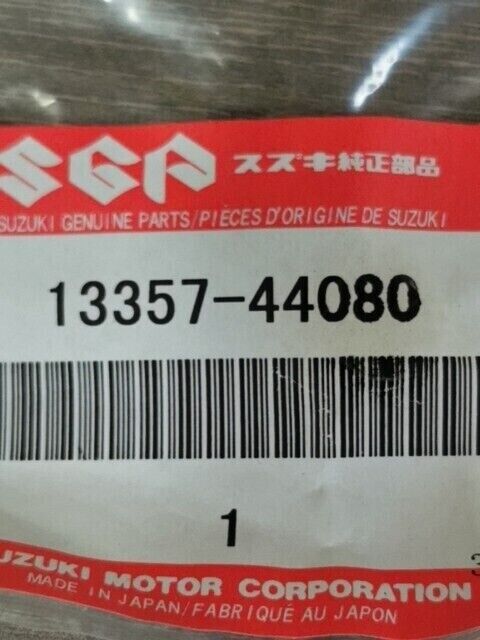 SGP スズキ純正部品
SUZUKI GENUINE PARTS/PIÈCES D'ORIGINE DE SUZUKI
13357-44080
1
SUZUKI MOTOR CORPORATION
MADE IN JAPAN/FABRIQUÉ AU JAPON